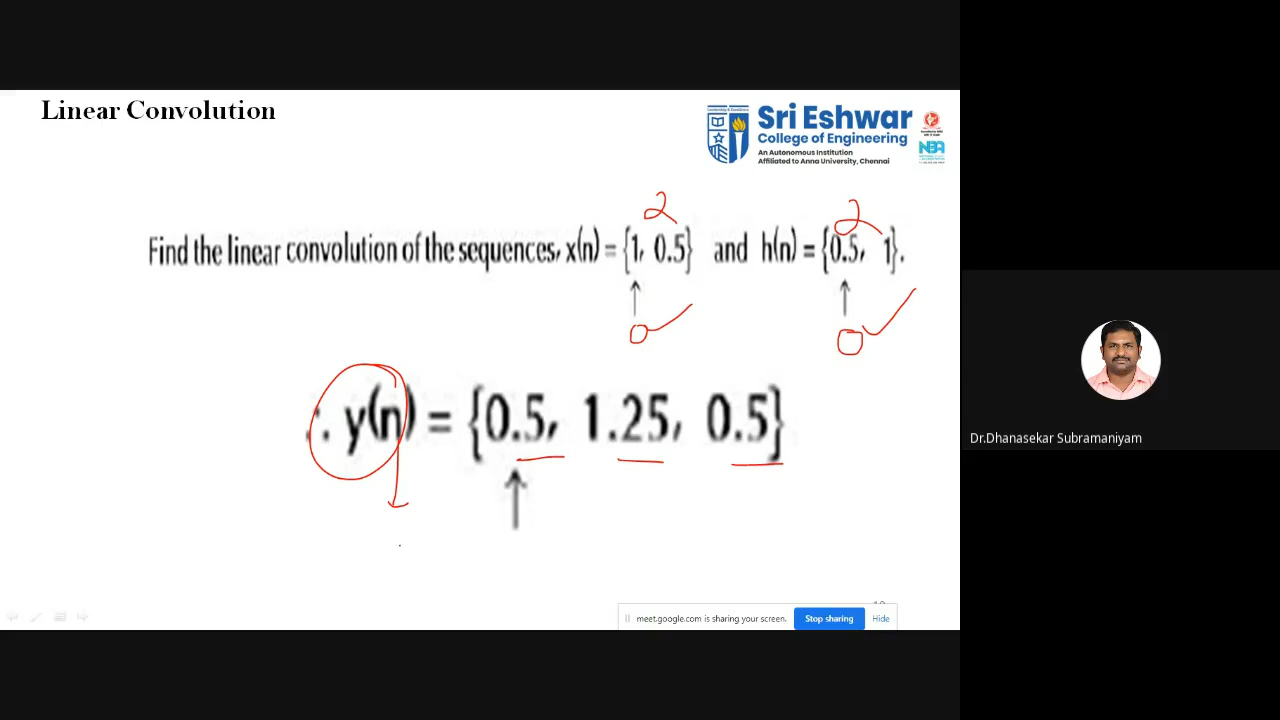 Linear Convolution
Sri Eshwar
College of Engineering
An Autonomous Institution
Affiliated to Anna University, Chennai
NBA
2 2
Find the linear convolution of the sequences, x(n) = {1, 0.5} and h(n) = {0.5, 1}.
↑ ↑
0 0
∴ y(n) = {0.5, 1.25, 0.5}
↑
Dr.Dhanasekar Subramaniyam
meet.google.com is sharing your screen. Stop sharing Hide